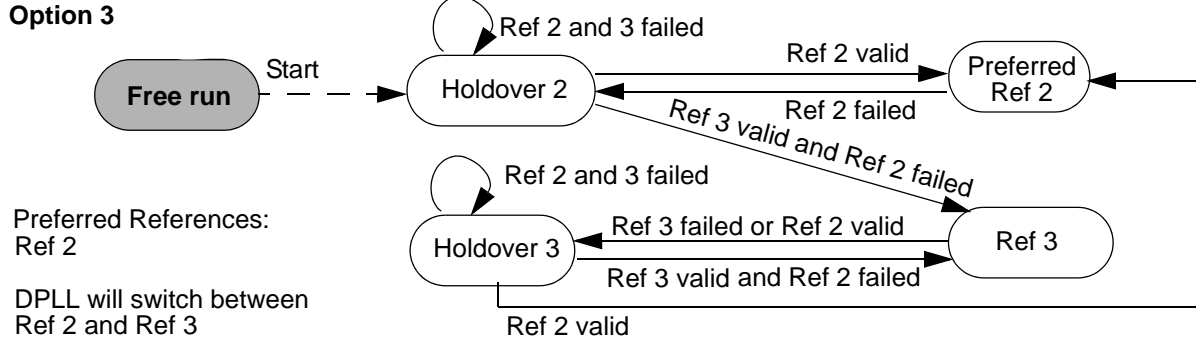 Option 3
Ref 2 and 3 failed
Free run
Start
Holdover 2
Ref 2 valid
Ref 2 failed
Preferred
Ref 2
Ref 3 valid and Ref 2 failed
Ref 2 and 3 failed
Preferred References:
Ref 2
Holdover 3
Ref 3 failed or Ref 2 valid
Ref 3 valid and Ref 2 failed
Ref 3
DPLL will switch between
Ref 2 and Ref 3
Ref 2 valid